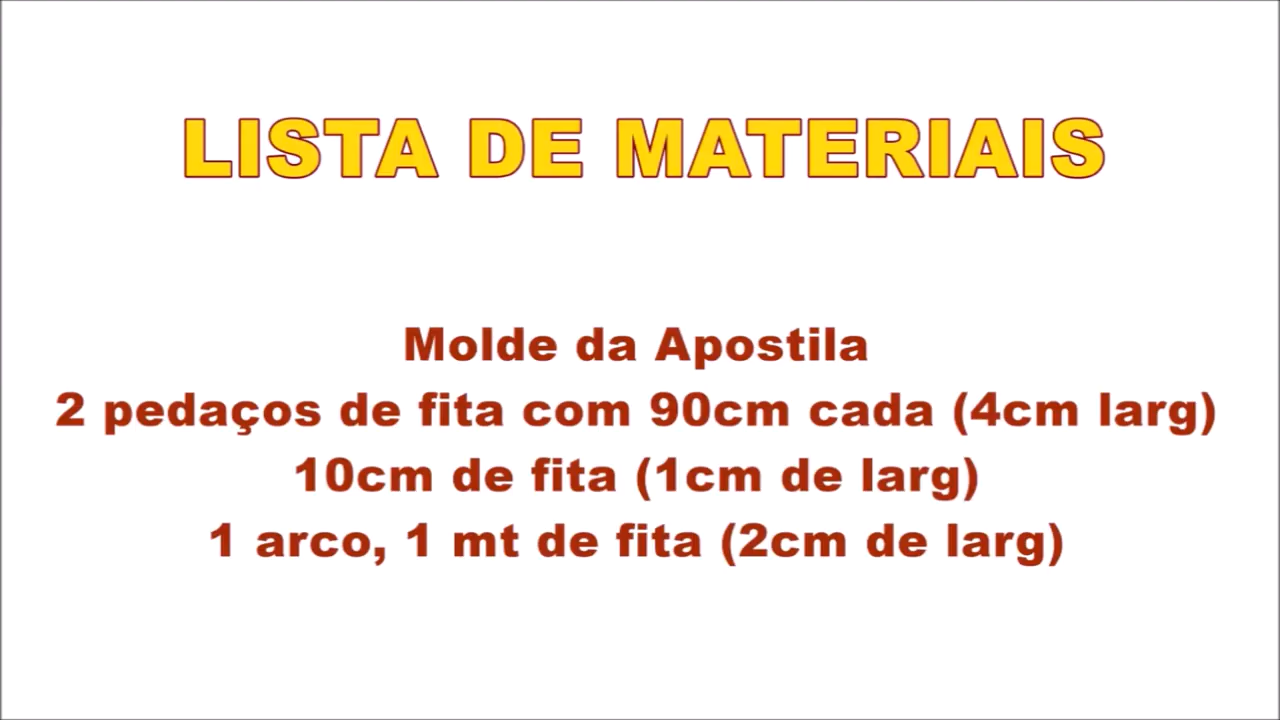 LISTA DE MATERIAIS
Molde da Apostila
2 pedaços de fita com 90cm cada (4cm larg)
10cm de fita (1cm de larg)
1 arco, 1 mt de fita (2cm de larg)